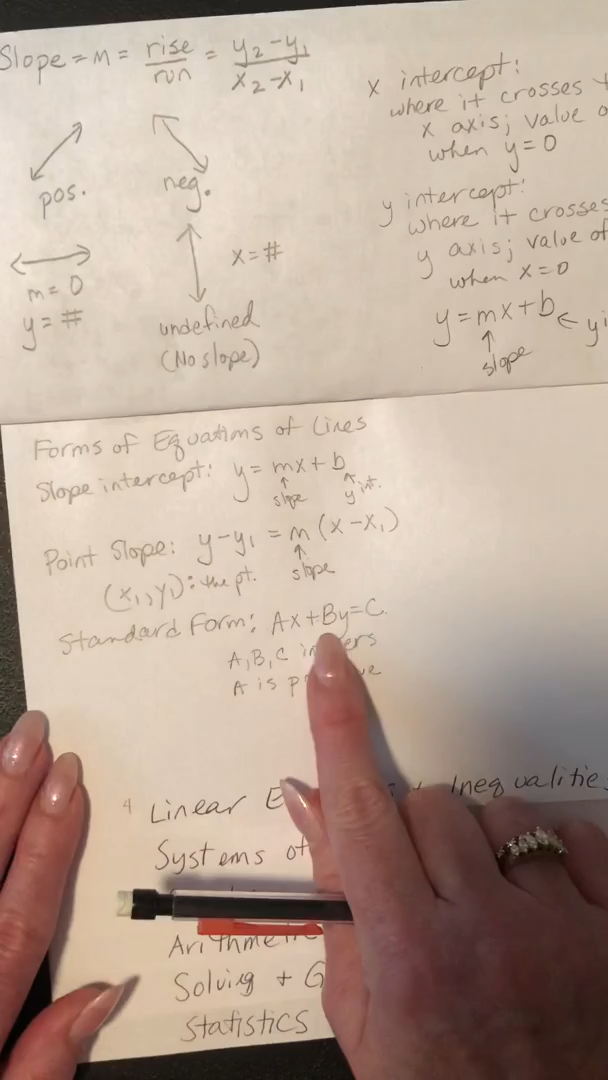 Slope = m = rise/run = y₂-y₁/x₂-x₁
pos.
neg.
m = 0
y = #
x = #
undefined
(No slope)
x intercept:
where it crosses
x axis; value
when y = 0
y intercept:
where it crosses
y axis; value of
when x = 0
y = mx + b
slope
Forms of Equations of Lines
Slope intercept: y = mx + b
slope
y int.
Point Slope: y - y₁ = m (x - x₁)
(x₁, y₁): the pt.
slope
Standard Form: Ax + By = C
A, B, C
A is
4 Linear Inequalities
Systems of
Solving +
Statistics